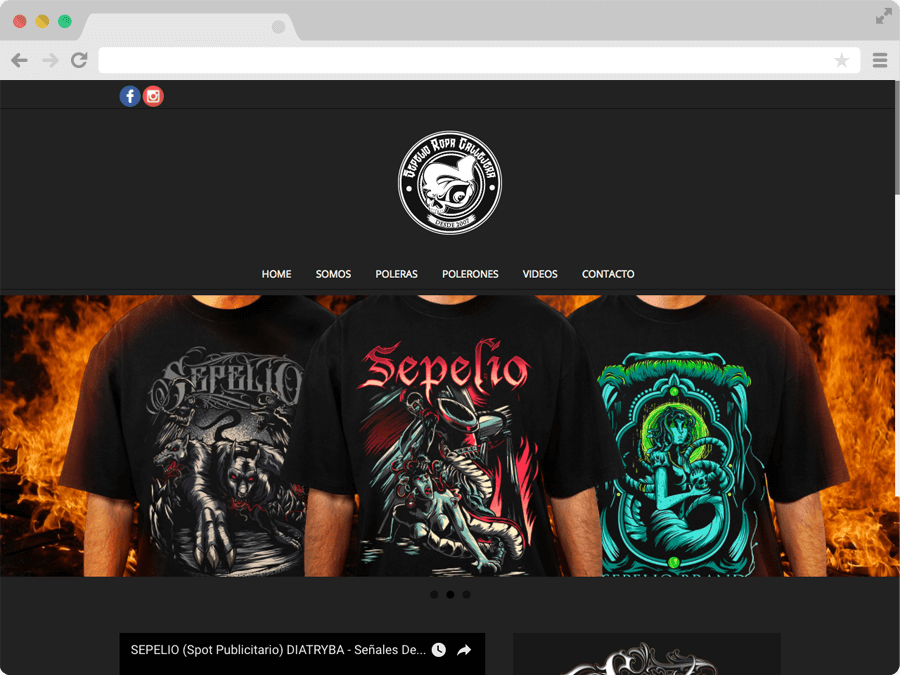 Sepelio Ropa Callejera
DESDE 2007
HOME SOMOS POLERAS POLERONES VIDEOS CONTACTO
SEPELIO
Sepelio
SEPELIO BRAND
SEPELIO (Spot Publicitario) DIATRYBA - Señales De...